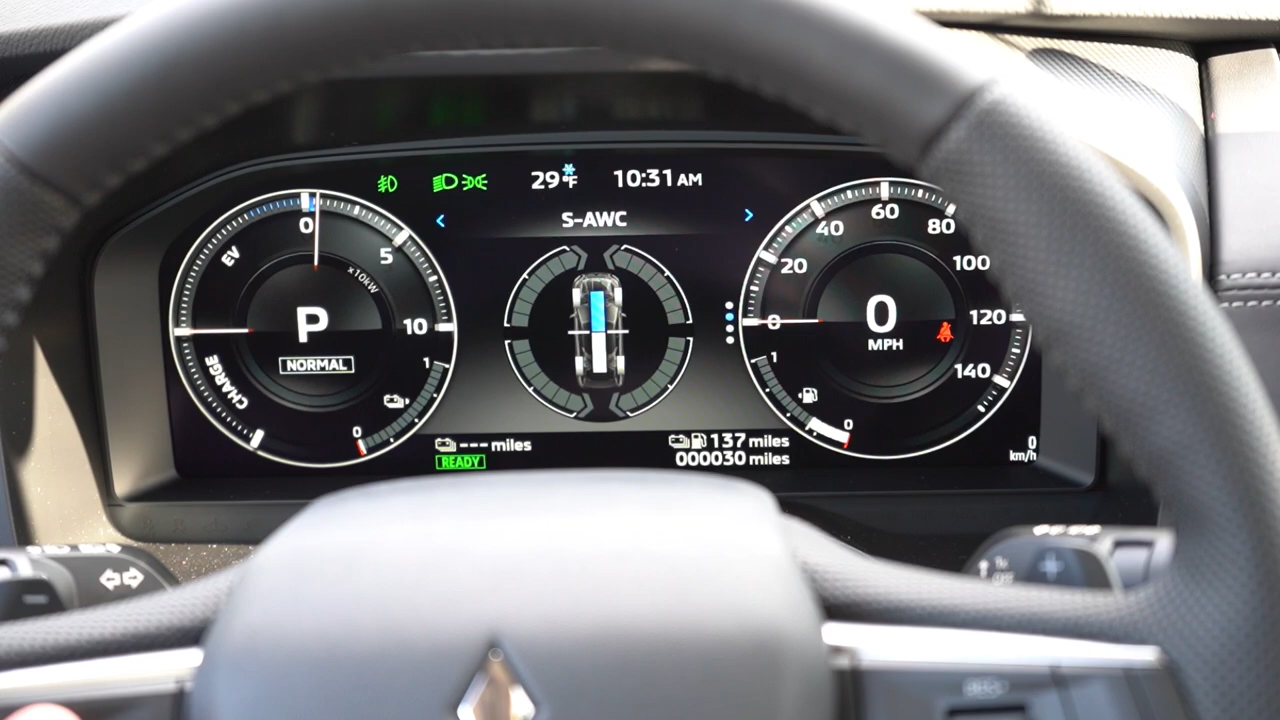 29°F 10:31 AM
S-AWC
0
EV
5
x10kW
P
10
NORMAL
CHARGE
1
0
0
20
40
60
80
100
120
140
0
MPH
1
0
--- miles
READY
137 miles
000030 miles
0
km/h